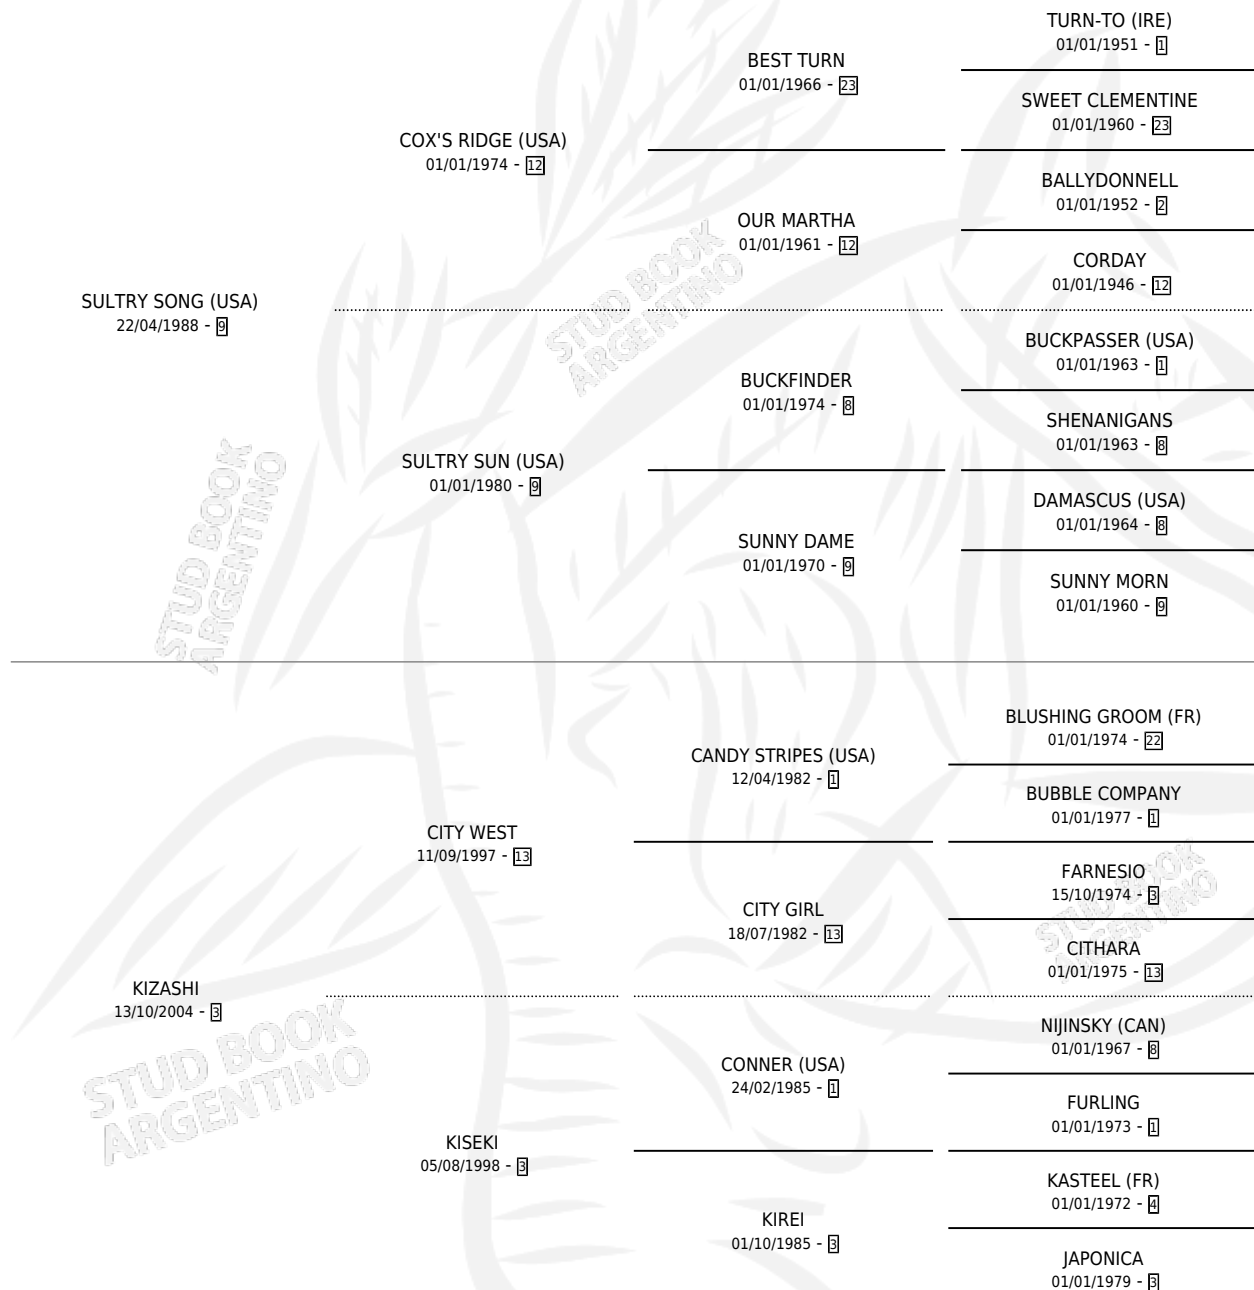 TURN-TO (IRE)
01/01/1951 - 1
BEST TURN
01/01/1966 - 23
SWEET CLEMENTINE
01/01/1960 - 23
COX'S RIDGE (USA)
01/01/1974 - 12
BALLYDONNELL
01/01/1952 - 2
OUR MARTHA
01/01/1961 - 12
CORDAY
01/01/1946 - 12
SULTRY SONG (USA)
22/04/1988 - 9
BUCKPASSER (USA)
01/01/1963 - 1
BUCKFINDER
01/01/1974 - 8
SHENANIGANS
01/01/1963 - 8
SULTRY SUN (USA)
01/01/1980 - 9
DAMASCUS (USA)
01/01/1964 - 8
SUNNY DAME
01/01/1970 - 9
SUNNY MORN
01/01/1960 - 9
BLUSHING GROOM (FR)
01/01/1974 - 22
CANDY STRIPES (USA)
12/04/1982 - 1
BUBBLE COMPANY
01/01/1977 - 1
CITY WEST
11/09/1997 - 13
FARNESIO
15/10/1974 - 3
CITY GIRL
18/07/1982 - 13
CITHARA
01/01/1975 - 13
KIZASHI
13/10/2004 - 3
NIJINSKY (CAN)
01/01/1967 - 8
CONNER (USA)
24/02/1985 - 1
FURLING
01/01/1973 - 1
KISEKI
05/08/1998 - 3
KASTEEL (FR)
01/01/1972 - 4
KIREI
01/10/1985 - 3
JAPONICA
01/01/1979 - 3
STUD BOOK
ARGENTINO
STUD BOOK
ARGENTINO
STUD BOOK
ARGENTINO
STUD BOOK
ARGENTINO